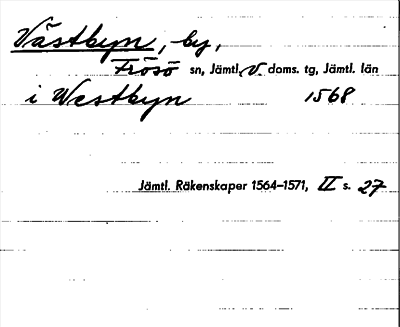 Västbyn, by,
Frösö sn, Jämtl. V. doms. tg, Jämtl. län
i Westbyn 1568
Jämtl. Räkenskaper 1564–1571, II s. 27